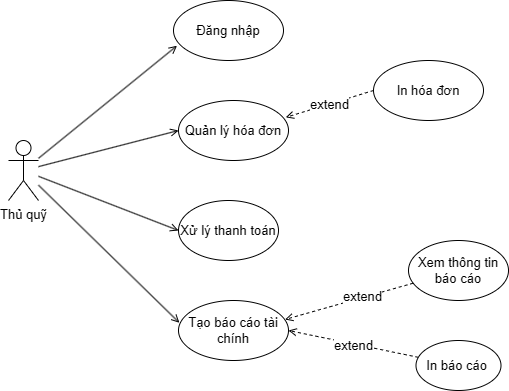 Đăng nhập
In hóa đơn
extend
Quản lý hóa đơn
Thủ quỹ
Xử lý thanh toán
Xem thông tin
báo cáo
extend
Tạo báo cáo tài
chính
extend
In báo cáo